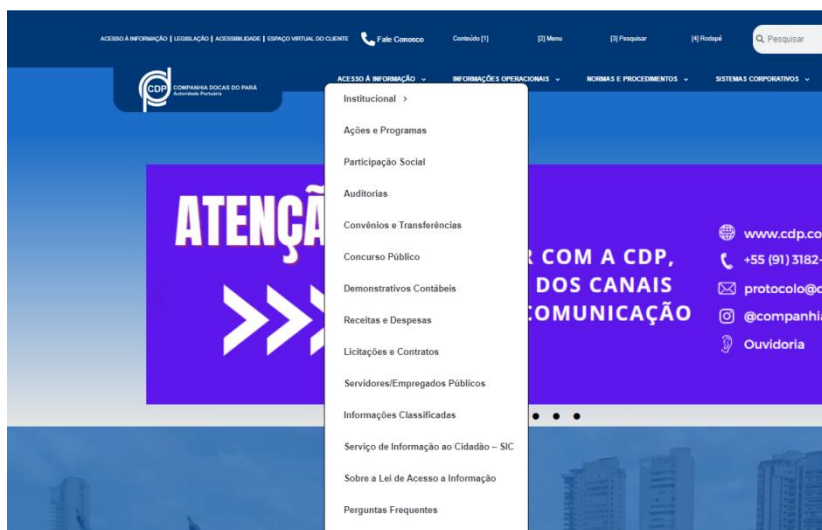 ACESSO À INFORMAÇÃO | LEGISLAÇÃO | ACESSIBILIDADE | ESPAÇO VIRTUAL DO CLIENTE Fale Conosco Conteúdo [1] [2] Menu [3] Pesquisar [4] Rodapé Pesquisar
CDP COMPANHIA DOCAS DO PARÁ
Autoridade Portuária
ACESSO À INFORMAÇÃO INFORMAÇÕES OPERACIONAIS NORMAS E PROCEDIMENTOS SISTEMAS CORPORATIVOS
Institucional >
Ações e Programas
Participação Social
Auditorias
Convênios e Transferências
Concurso Público
Demonstrativos Contábeis
Receitas e Despesas
Licitações e Contratos
Servidores/Empregados Públicos
Informações Classificadas
Serviço de Informação ao Cidadão – SIC
Sobre a Lei de Acesso a Informação
Perguntas Frequentes
ATENÇÃ
COM A CDP,
DOS CANAIS
COMUNICAÇÃO
www.cdp.co
+55 (91) 3182-
protocolo@c
@companhia
Ouvidoria